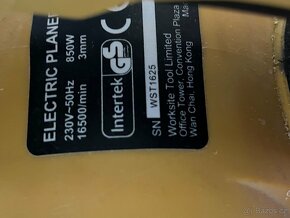 ELECTRIC PLANE
230V~50Hz 850W
16500/min 3mm
Intertek
GS
CE
SN WST1625
Worksite Tool Limited
Office Tower, Convention Plaza
Wan Chai, Hong Kong